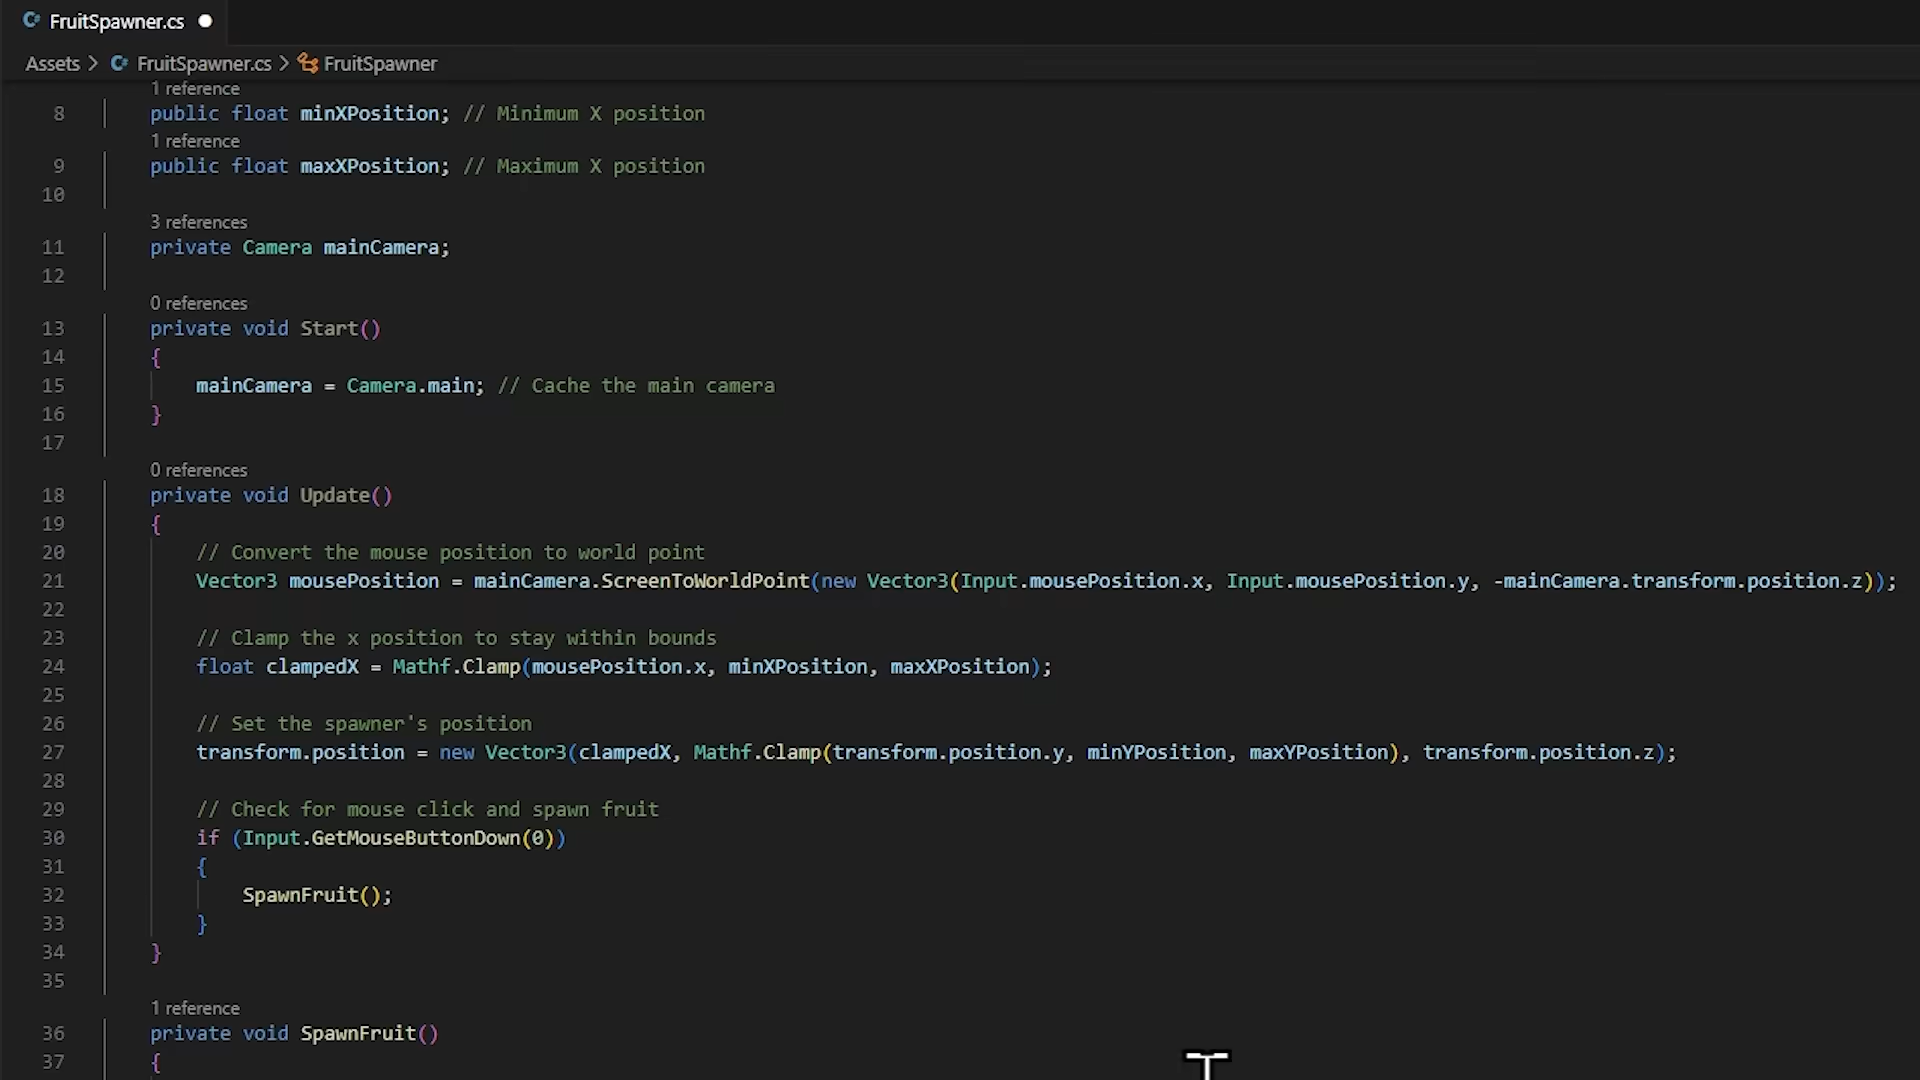 FruitSpawner.cs
Assets > FruitSpawner.cs > FruitSpawner
1 reference
8 public float minXPosition; // Minimum X position
1 reference
9 public float maxXPosition; // Maximum X position
10
3 references
11 private Camera mainCamera;
12
0 references
13 private void Start()
14 {
15 mainCamera = Camera.main; // Cache the main camera
16 }
17
0 references
18 private void Update()
19 {
20 // Convert the mouse position to world point
21 Vector3 mousePosition = mainCamera.ScreenToWorldPoint(new Vector3(Input.mousePosition.x, Input.mousePosition.y, -mainCamera.transform.position.z));
22
23 // Clamp the x position to stay within bounds
24 float clampedX = Mathf.Clamp(mousePosition.x, minXPosition, maxXPosition);
25
26 // Set the spawner's position
27 transform.position = new Vector3(clampedX, Mathf.Clamp(transform.position.y, minYPosition, maxYPosition), transform.position.z);
28
29 // Check for mouse click and spawn fruit
30 if (Input.GetMouseButtonDown(0))
31 {
32 SpawnFruit();
33 }
34 }
35
1 reference
36 private void SpawnFruit()
37 {